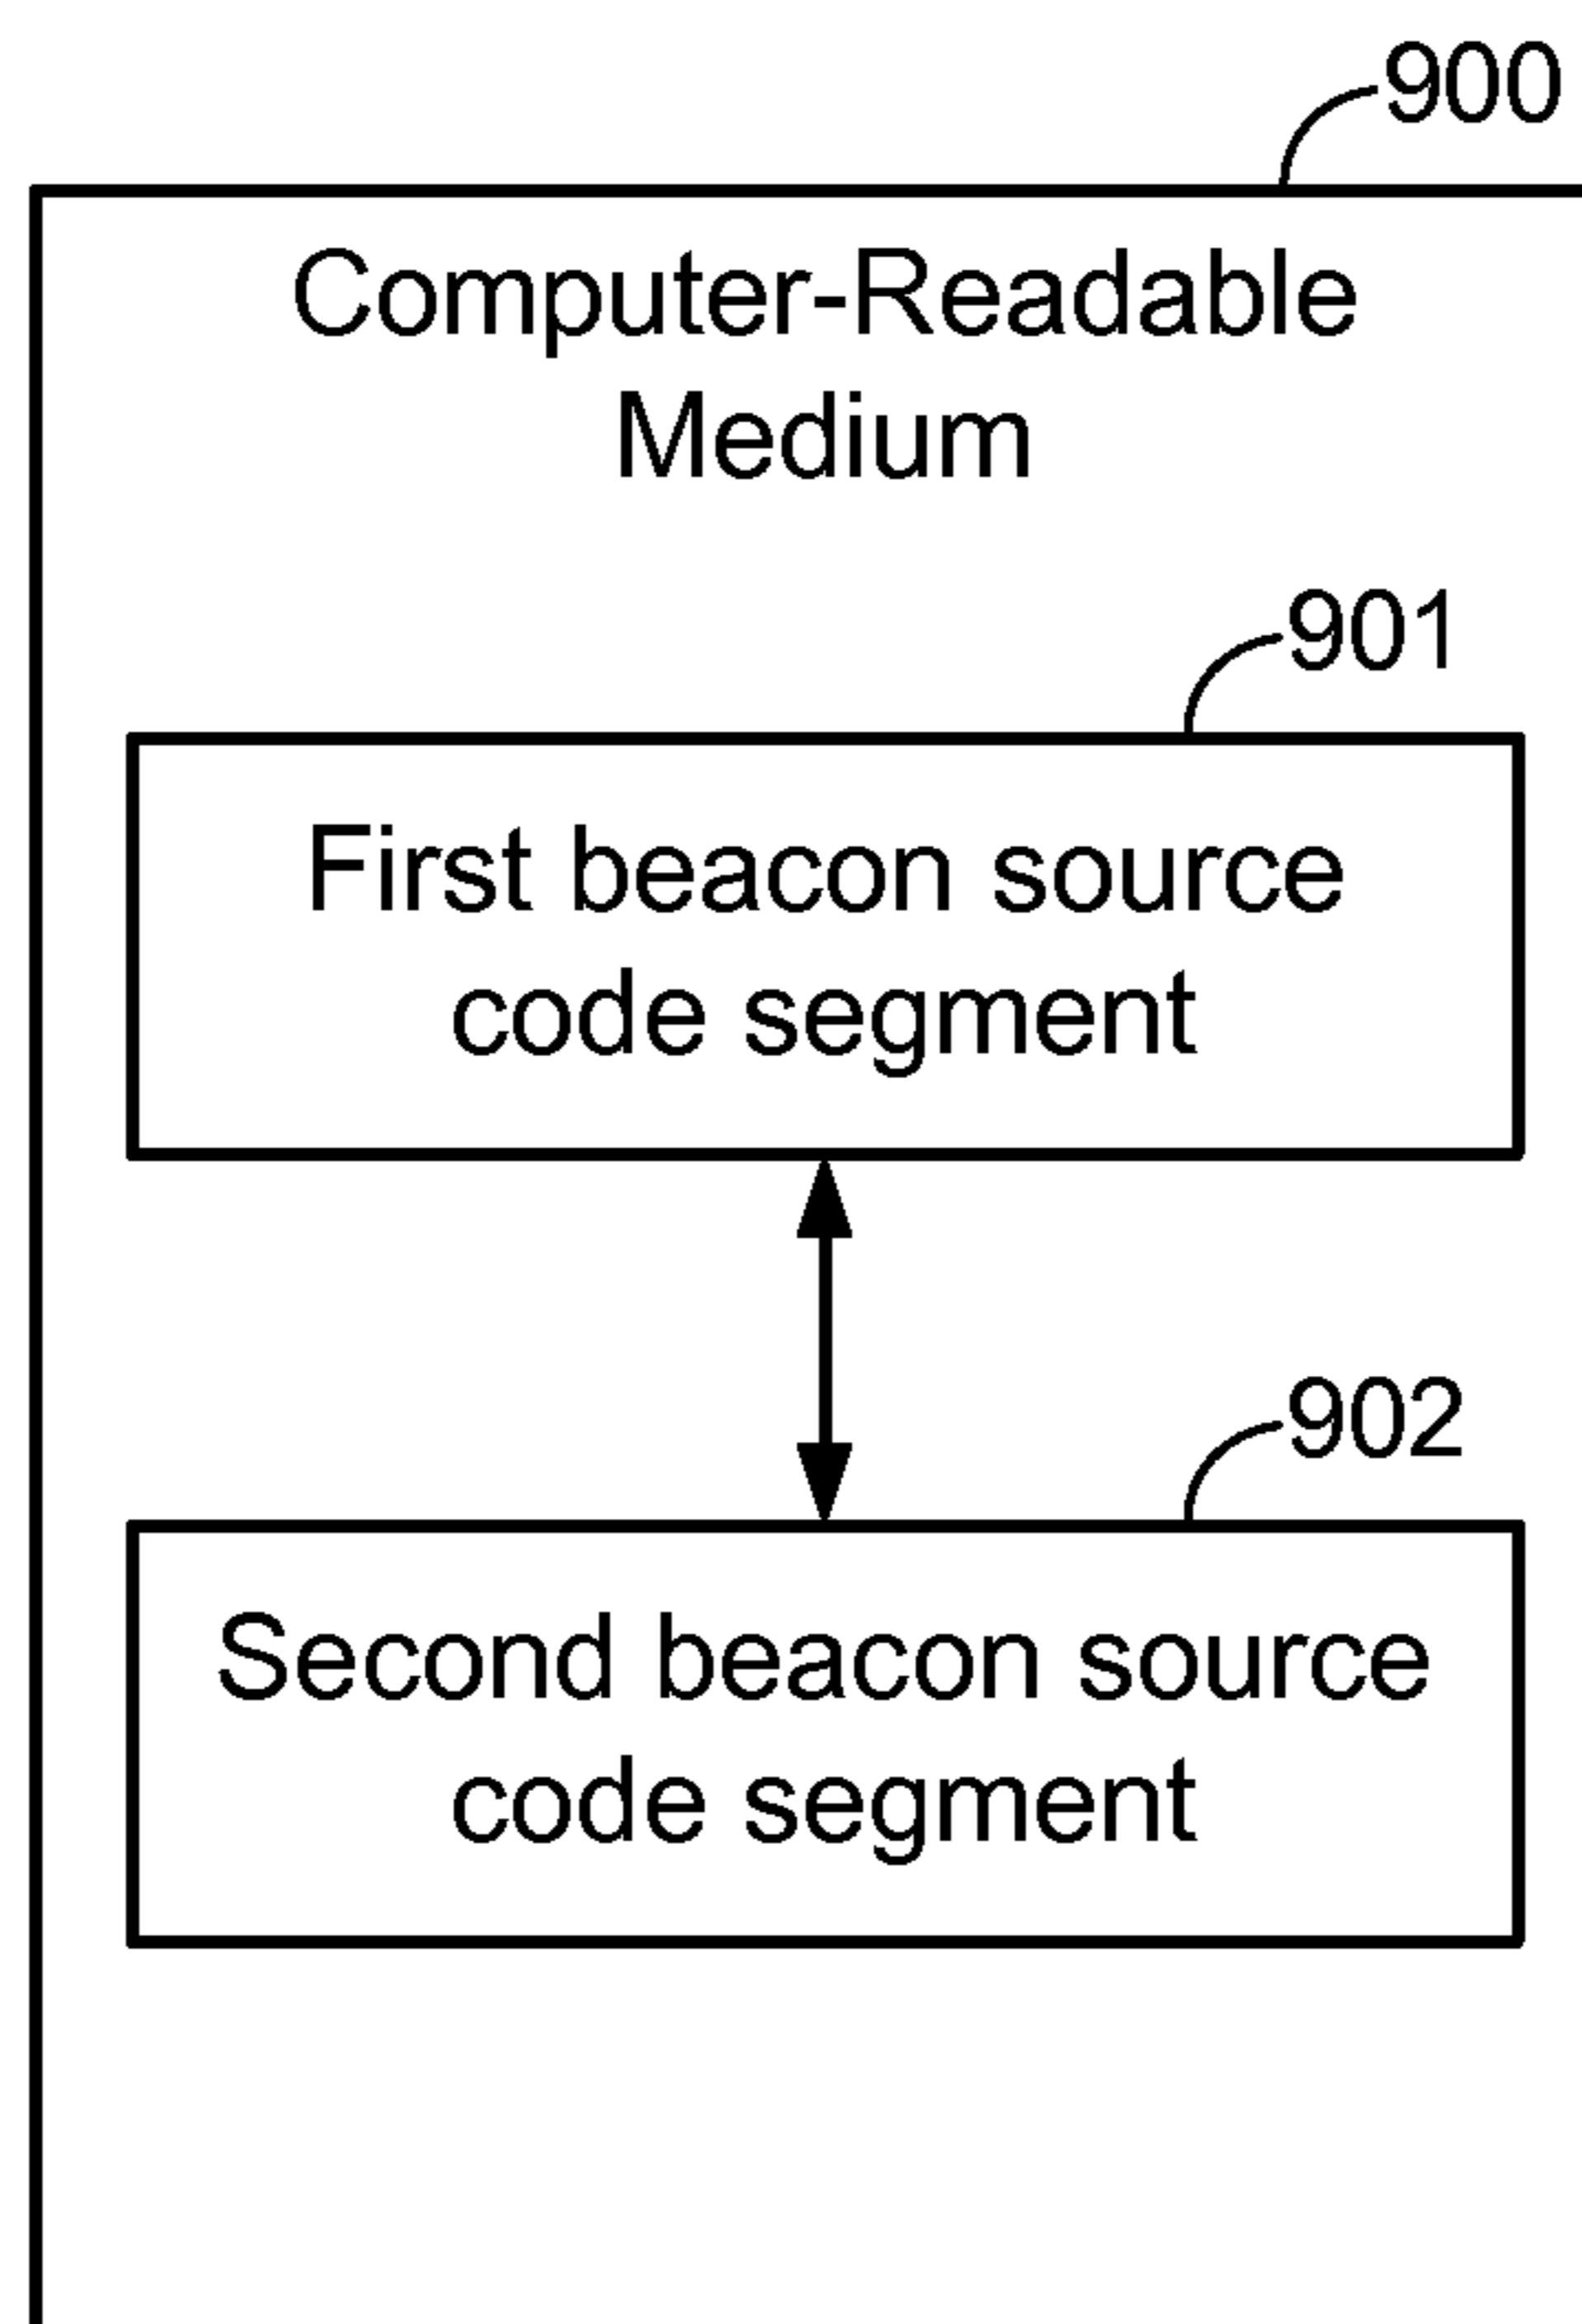 900
Computer-Readable
Medium
901
First beacon source
code segment
902
Second beacon source
code segment